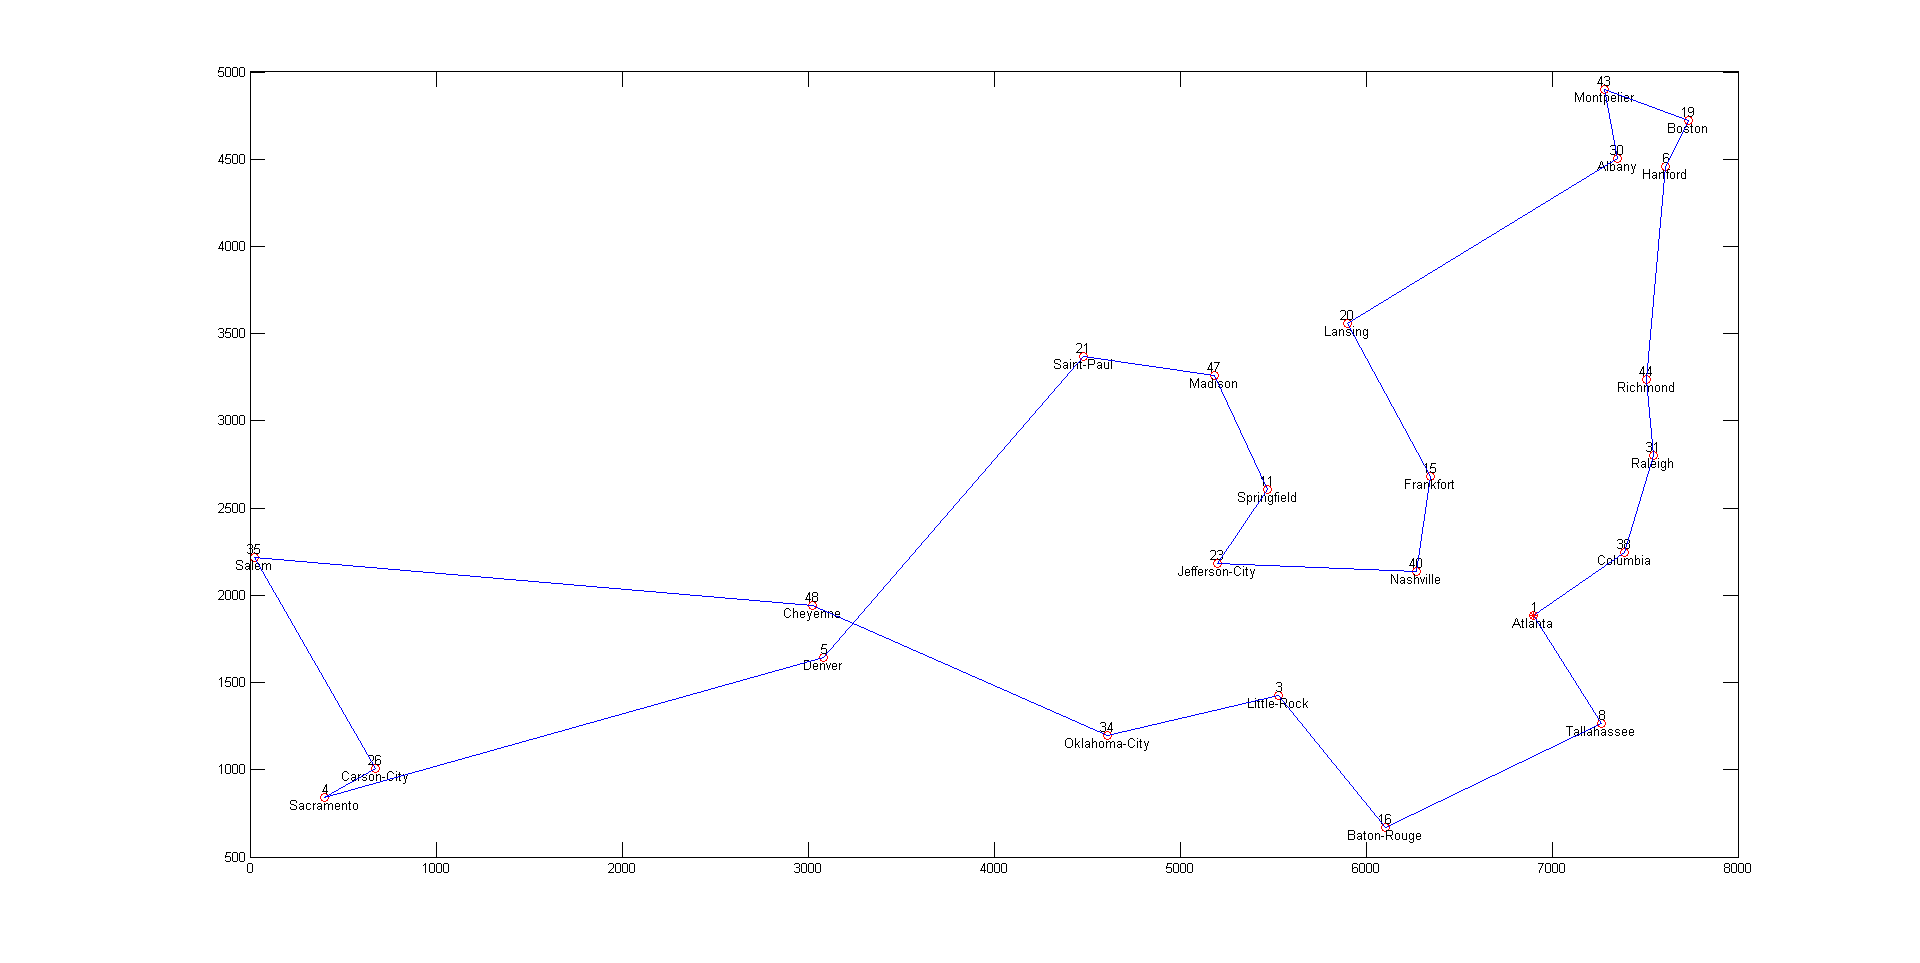 5000
43
Montpelier
19
Boston
4500
30
Albany
6
Harfford
4000
3500
20
Lansing
21
Saint-Paul
47
Madison
44
Richmond
3000
31
Raleigh
15
Frankfort
2500
11
Springfield
35
Salem
23
Jefferson-City
40
Nashville
38
Columbia
2000
48
Cheyenne
1
Atlanta
5
Denver
1500
3
Little-Rock
34
Oklahoma-City
8
Tallahassee
1000
26
Carson-City
4
Sacramento
16
Baton-Rouge
500
0 1000 2000 3000 4000 5000 6000 7000 8000